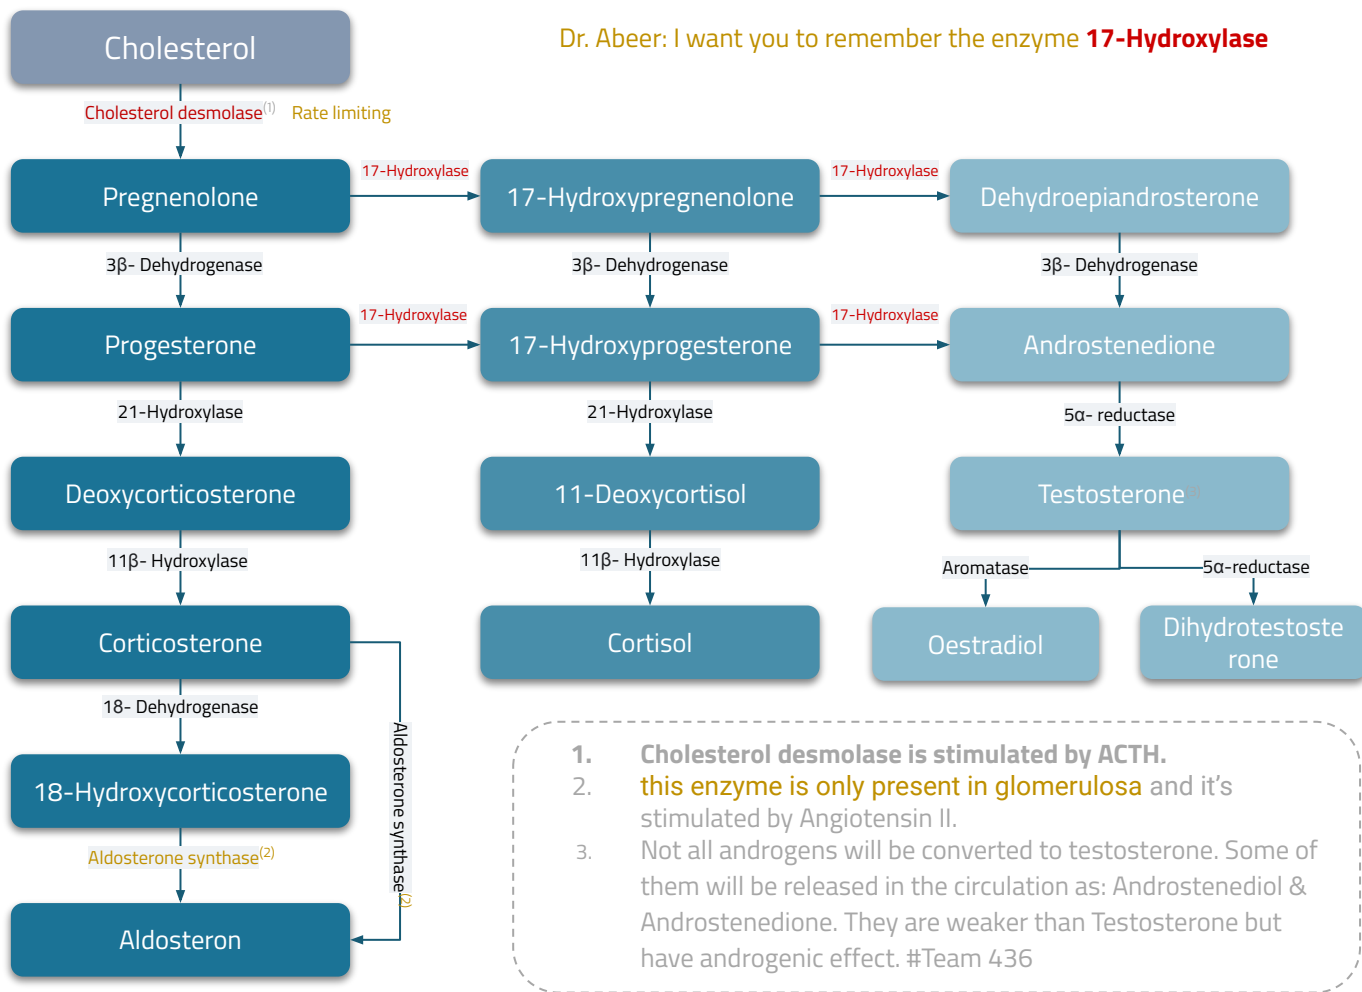 Cholesterol
Dr. Abeer: I want you to remember the enzyme 17-Hydroxylase
Cholesterol desmolase(1) Rate limiting
17-Hydroxylase
17-Hydroxylase
Pregnenolone
17-Hydroxypregnenolone
Dehydroepiandrosterone
3β- Dehydrogenase
3β- Dehydrogenase
3β- Dehydrogenase
17-Hydroxylase
17-Hydroxylase
Progesterone
17-Hydroxyprogesterone
Androstenedione
21-Hydroxylase
21-Hydroxylase
5α- reductase
Deoxycorticosterone
11-Deoxycortisol
Testosterone(3)
11β- Hydroxylase
11β- Hydroxylase
Aromatase
5α-reductase
Corticosterone
Cortisol
Oestradiol
Dihydrotestoste
rone
18- Dehydrogenase
Aldosterone synthase(2)
18-Hydroxycorticosterone
Aldosterone synthase(2)
Aldosteron
1. Cholesterol desmolase is stimulated by ACTH.
2. this enzyme is only present in glomerulosa and it's
stimulated by Angiotensin II.
3. Not all androgens will be converted to testosterone. Some of
them will be released in the circulation as: Androstenediol &
Androstenedione. They are weaker than Testosterone but
have androgenic effect. #Team 436